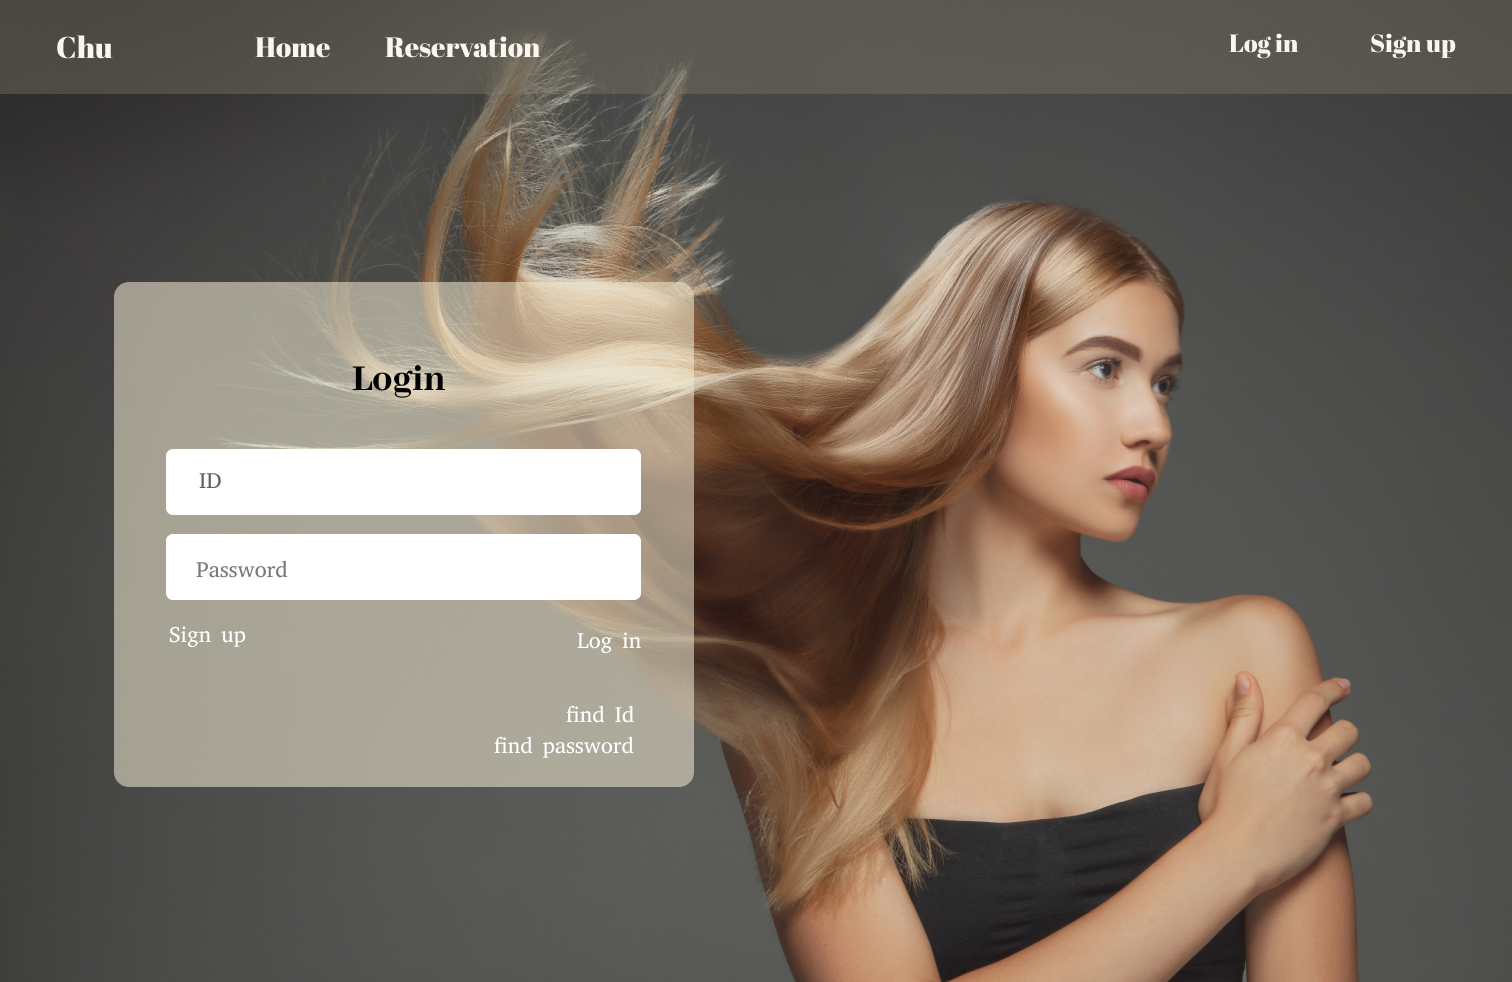 Chu Home Reservation Log in Sign up
Login
ID
Password
Sign up Log in
find Id
find password